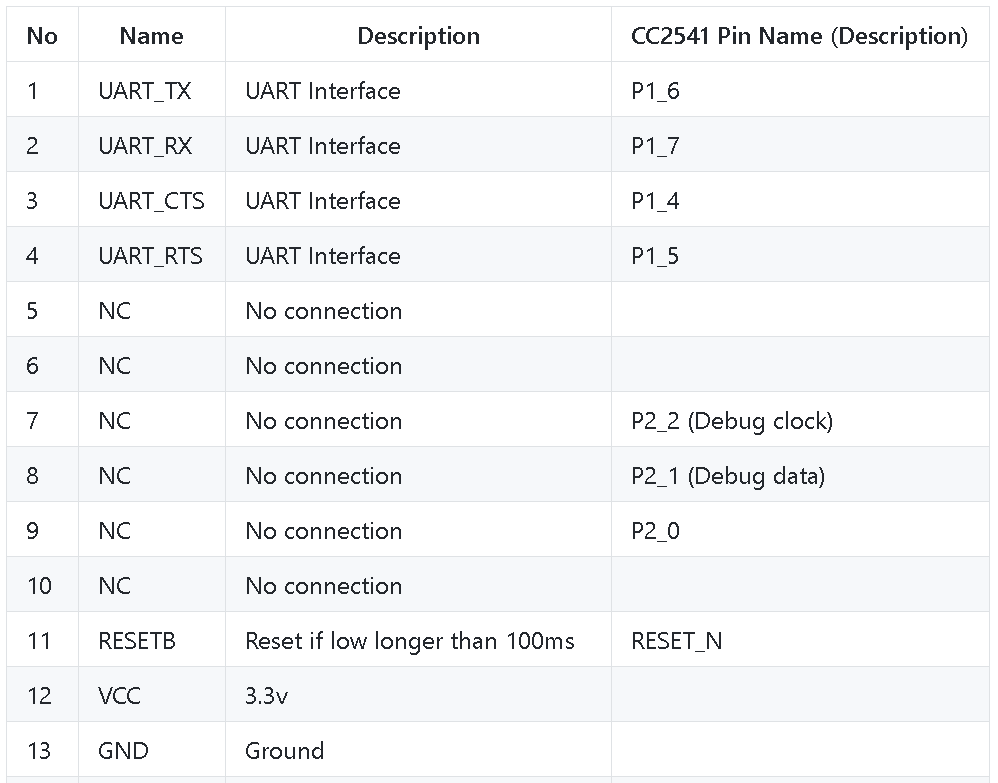 No Name Description CC2541 Pin Name (Description)
1 UART_TX UART Interface P1_6
2 UART_RX UART Interface P1_7
3 UART_CTS UART Interface P1_4
4 UART_RTS UART Interface P1_5
5 NC No connection
6 NC No connection
7 NC No connection P2_2 (Debug clock)
8 NC No connection P2_1 (Debug data)
9 NC No connection P2_0
10 NC No connection
11 RESETB Reset if low longer than 100ms RESET_N
12 VCC 3.3v
13 GND Ground